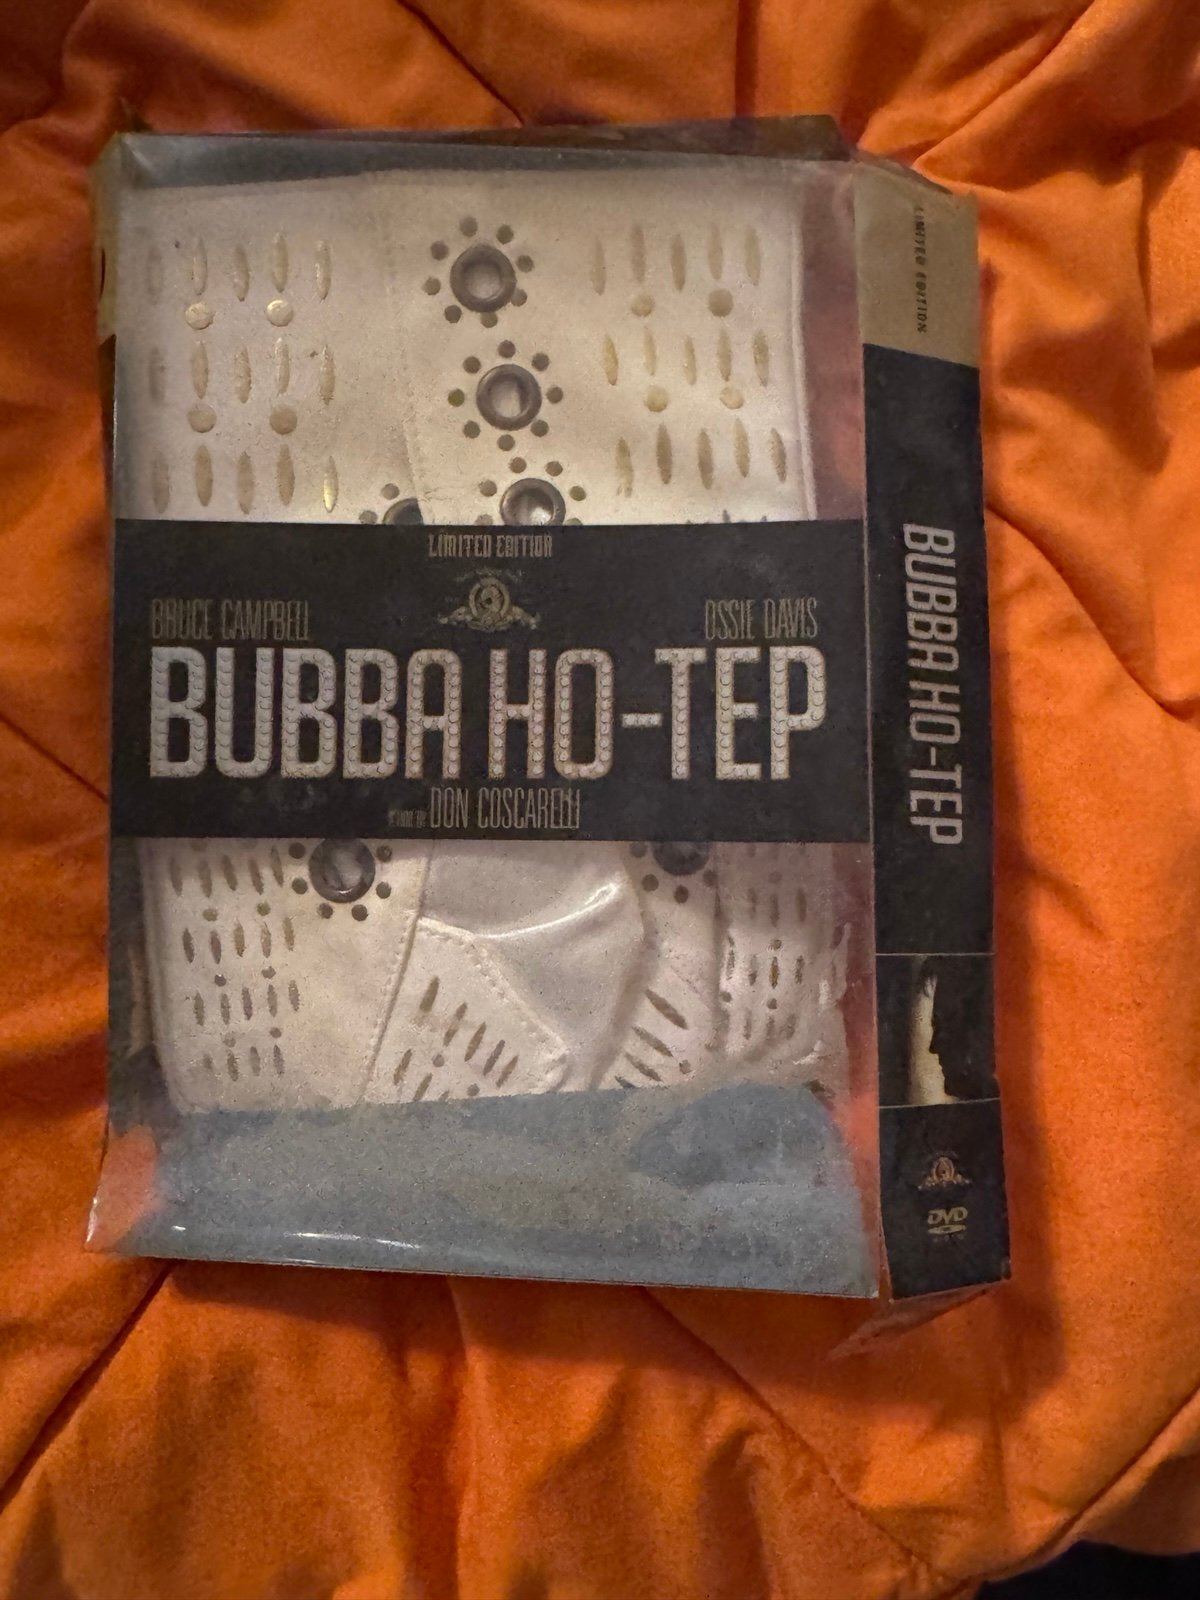 LIMITED EDITION
BRUCE CAMPBELL
OSSIE DAVIS
BUBBA HO-TEP
DON COSCARELLI
LIMITED EDITION
BUBBA HO-TEP
DVD